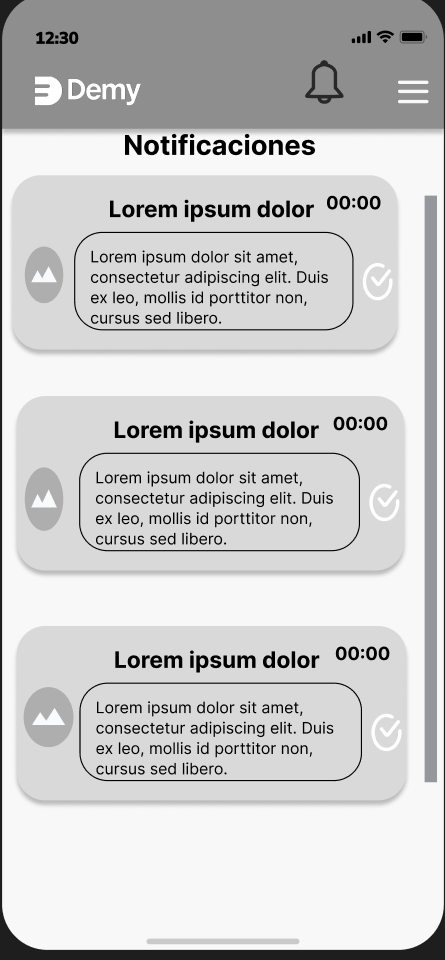 12:30
Demy
Notificaciones
Lorem ipsum dolor
00:00
Lorem ipsum dolor sit amet,
consectetur adipiscing elit. Duis
ex leo, mollis id porttitor non,
cursus sed libero.
Lorem ipsum dolor
00:00
Lorem ipsum dolor sit amet,
consectetur adipiscing elit. Duis
ex leo, mollis id porttitor non,
cursus sed libero.
Lorem ipsum dolor
00:00
Lorem ipsum dolor sit amet,
consectetur adipiscing elit. Duis
ex leo, mollis id porttitor non,
cursus sed libero.